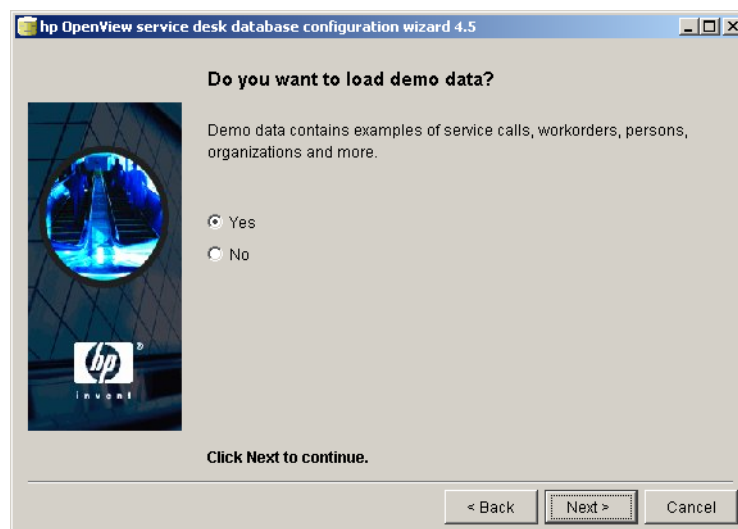 hp OpenView service desk database configuration wizard 4.5
Do you want to load demo data?
Demo data contains examples of service calls, workorders, persons,
organizations and more.
Yes
No
hp
®
invent
Click Next to continue.
< Back
Next >
Cancel